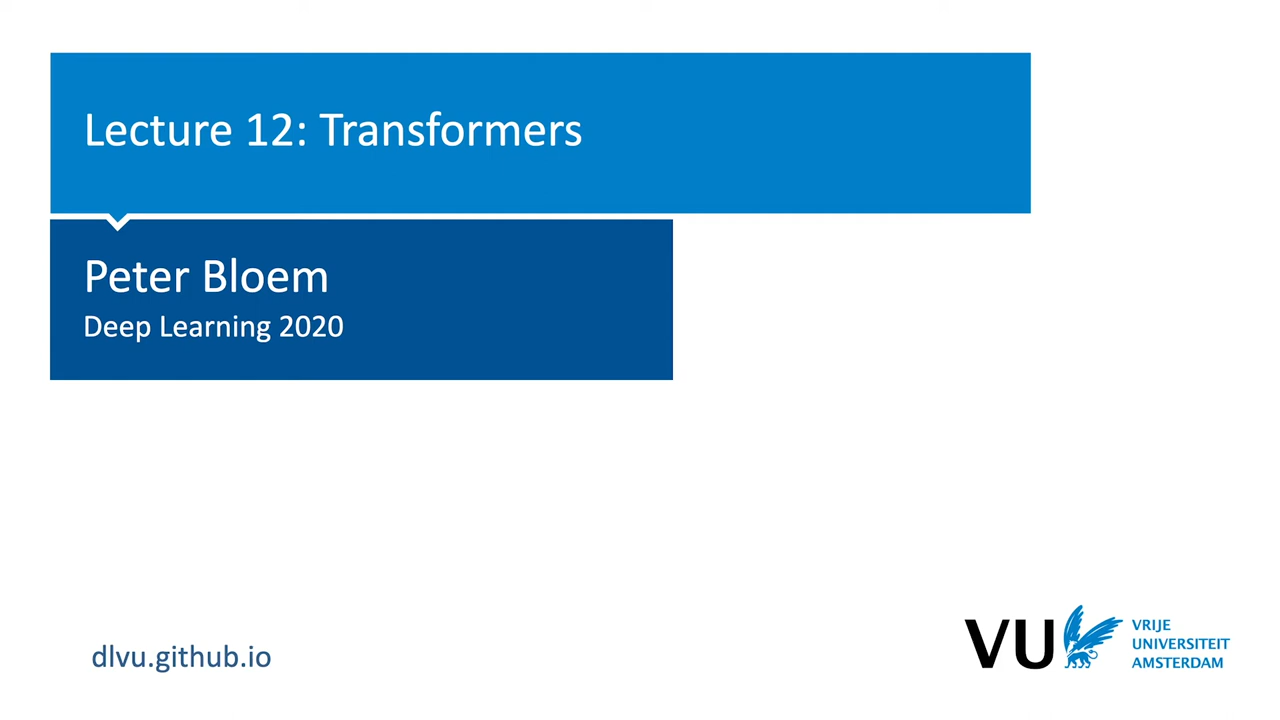 Lecture 12: Transformers
Peter Bloem
Deep Learning 2020
dlvu.github.io
VU
VRIJE
UNIVERSITEIT
AMSTERDAM